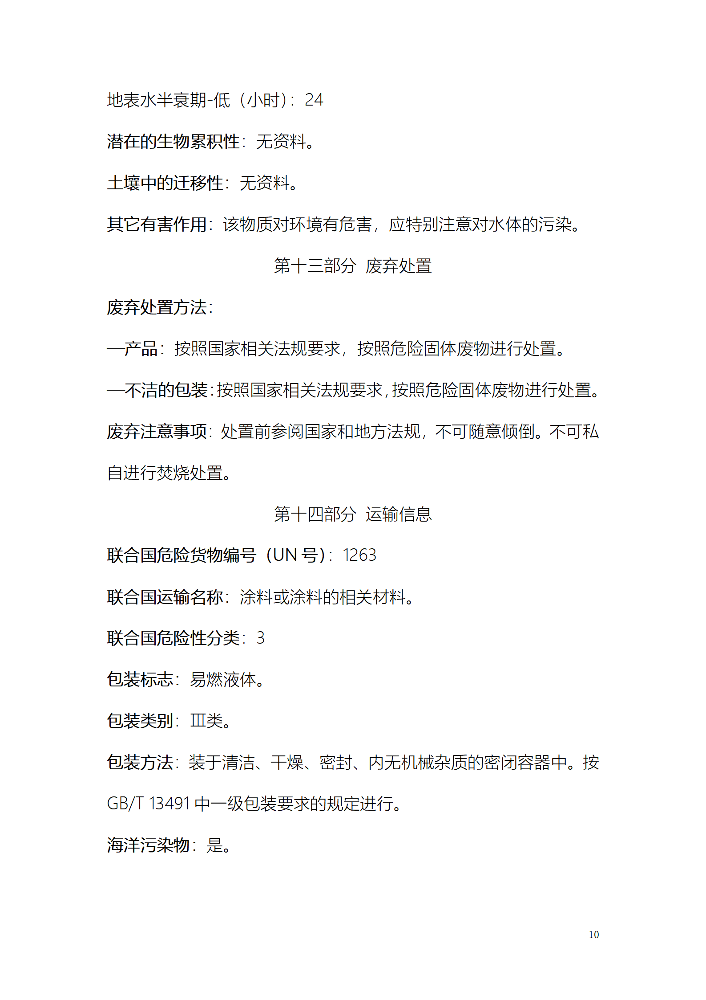 地表水半衰期-低（小时）：24
潜在的生物累积性：无资料。
土壤中的迁移性：无资料。
其它有害作用：该物质对环境有危害，应特别注意对水体的污染。
第十三部分 废弃处置
废弃处置方法：
—产品：按照国家相关法规要求，按照危险固体废物进行处置。
—不洁的包装：按照国家相关法规要求，按照危险固体废物进行处置。
废弃注意事项：处置前参阅国家和地方法规，不可随意倾倒。不可私
自进行焚烧处置。
第十四部分 运输信息
联合国危险货物编号（UN 号）：1263
联合国运输名称：涂料或涂料的相关材料。
联合国危险性分类：3
包装标志：易燃液体。
包装类别：Ⅲ类。
包装方法：装于清洁、干燥、密封、内无机械杂质的密闭容器中。按
GB/T 13491 中一级包装要求的规定进行。
海洋污染物：是。
10